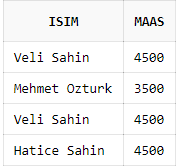 ISIM MAAS
Veli Sahin 4500
Mehmet Ozturk 3500
Veli Sahin 4500
Hatice Sahin 4500